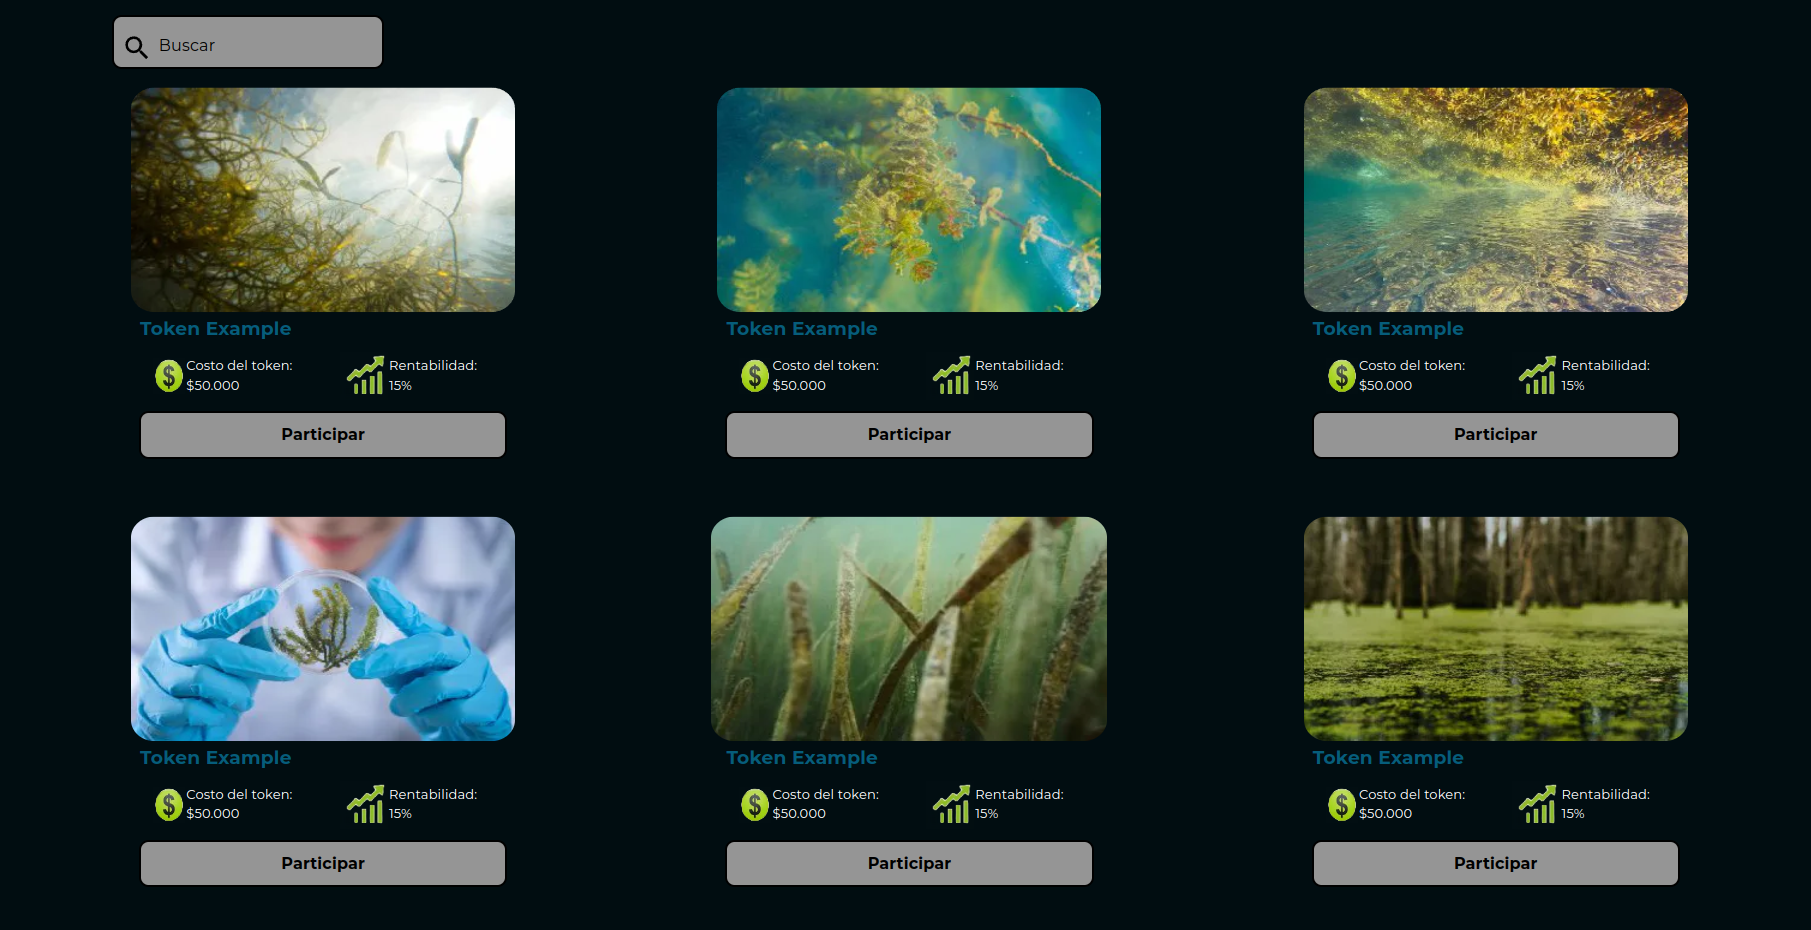 Buscar
Token Example
Costo del token:
$50.000
Rentabilidad:
15%
Participar
Token Example
Costo del token:
$50.000
Rentabilidad:
15%
Participar
Token Example
Costo del token:
$50.000
Rentabilidad:
15%
Participar
Token Example
Costo del token:
$50.000
Rentabilidad:
15%
Participar
Token Example
Costo del token:
$50.000
Rentabilidad:
15%
Participar
Token Example
Costo del token:
$50.000
Rentabilidad:
15%
Participar